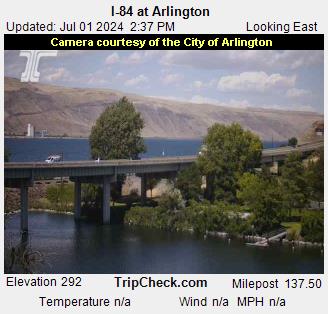 I-84 at Arlington
Updated: Jul 01 2024 2:37 PM Looking East
Camera courtesy of the City of Arlington
Elevation 292 TripCheck.com Milepost 137.50
Temperature n/a Wind n/a MPH n/a